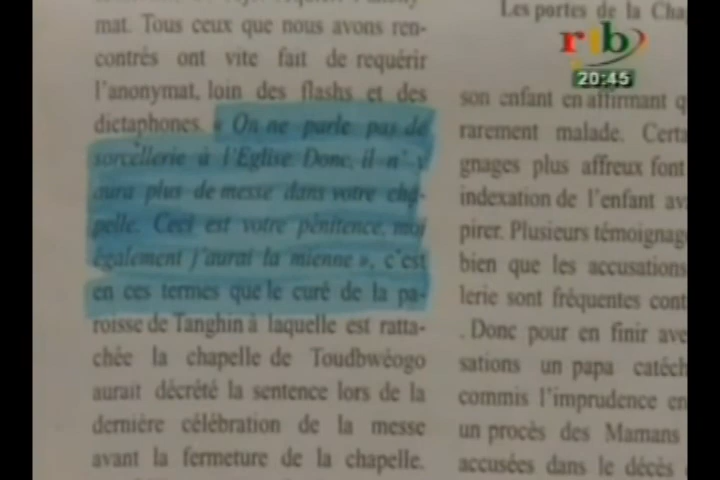 mat. Tous ceux que nous avons ren-
contrés ont vite fait de requérir
l'anonymat, loin des flashs et des
dictaphones. « On ne parle pas de
sorcellerie à l'Eglise Donc, il n'y
aura plus de messe dans votre cha-
pelle. Ceci est votre pénitence, moi
également j'aurai la mienne », c'est
en ces termes que le curé de la pa-
roisse de Tanghin à laquelle est ratta-
chée la chapelle de Toudbwéogo
aurait décrété la sentence lors de la
dernière célébration de la messe
avant la fermeture de la chapelle.
Les portes de la Cha
rtb
20:45
son enfant en affirmant q
rarement malade. Certa
gnages plus affreux font
indexation de l'enfant av
pirer. Plusieurs témoignag
bien que les accusations
lerie sont fréquentes cont
. Donc pour en finir ave
sations un papa catéch
commis l'imprudence en
un procès des Mamans
accusées dans le décès